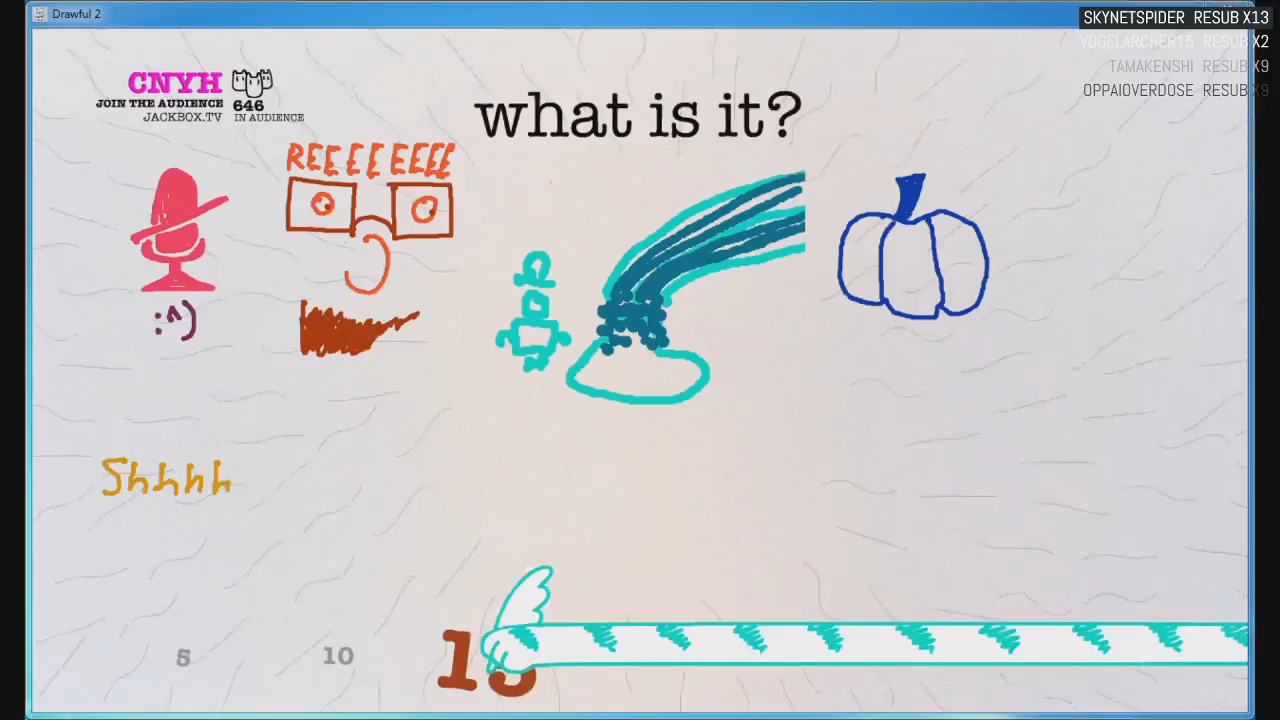 Drawful 2
SKYNETSPIDER RESUB X13
VOGELARCHER15 RESUB X2
TAMAKENSHI RESUB X9
OPPAIOVERDOSE RESUB X9
CNYH
JOIN THE AUDIENCE
JACKBOX.TV
646
IN AUDIENCE
what is it?
REEEEEEEE
:^)
Shhhh
5
10